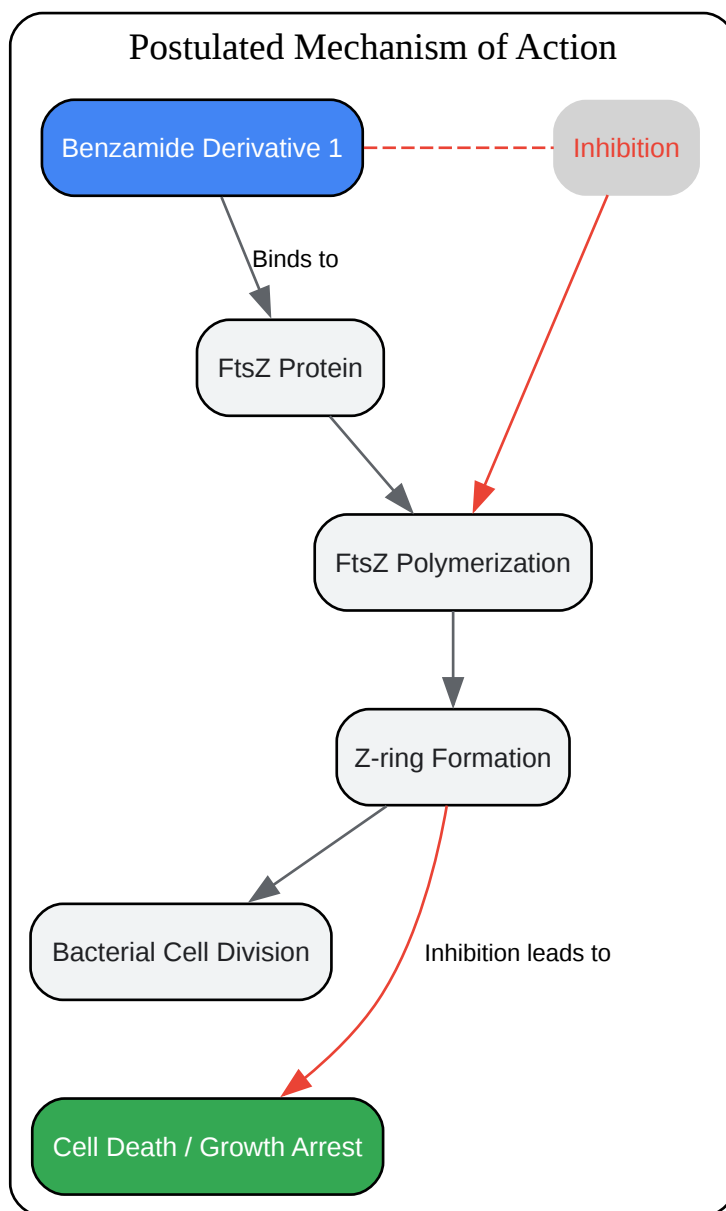 Postulated Mechanism of Action
Benzamide Derivative 1
Inhibition
Binds to
FtsZ Protein
FtsZ Polymerization
Z-ring Formation
Bacterial Cell Division
Inhibition leads to
Cell Death / Growth Arrest